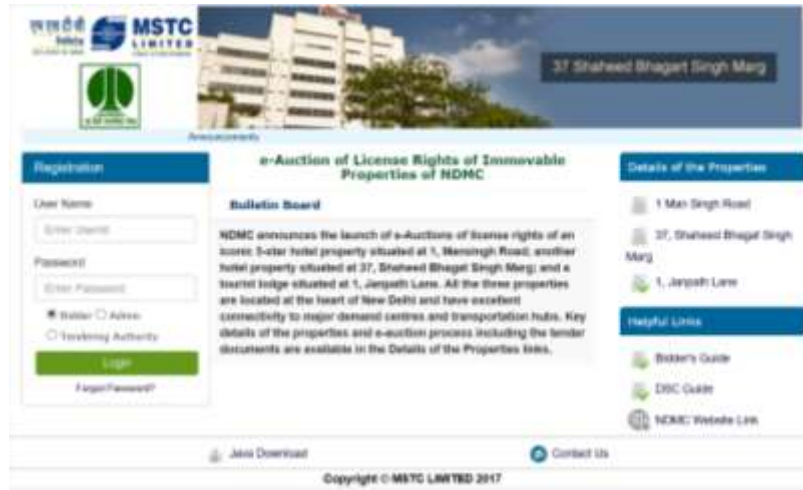 एम एस टी सी
MSTC
LIMITED
37 Shaheed Bhagart Singh Marg
Announcements
Registration
User Name
Enter UserId
Password
Enter Password
Bidder Admin
Tendering Authority
Login
Forgot Password?
e-Auction of License Rights of Immovable
Properties of NDMC
Bulletin Board
NDMC announces the launch of e-Auctions of license rights of an
iconic 5-star hotel property situated at 1, Mansingh Road; another
hotel property situated at 37, Shaheed Bhagat Singh Marg; and a
tourist lodge situated at 1, Janpath Lane. All the three properties
are located at the heart of New Delhi and have excellent
connectivity to major demand centres and transportation hubs. Key
details of the properties and e-auction process including the tender
documents are available in the Details of the Properties links.
Details of the Properties
1 Man Singh Road
37, Shaheed Bhagat Singh
Marg
1, Janpath Lane
Helpful Links
Bidder's Guide
DSC Guide
NDMC Website Link
Java Download
Contact Us
Copyright © MSTC LIMITED 2017